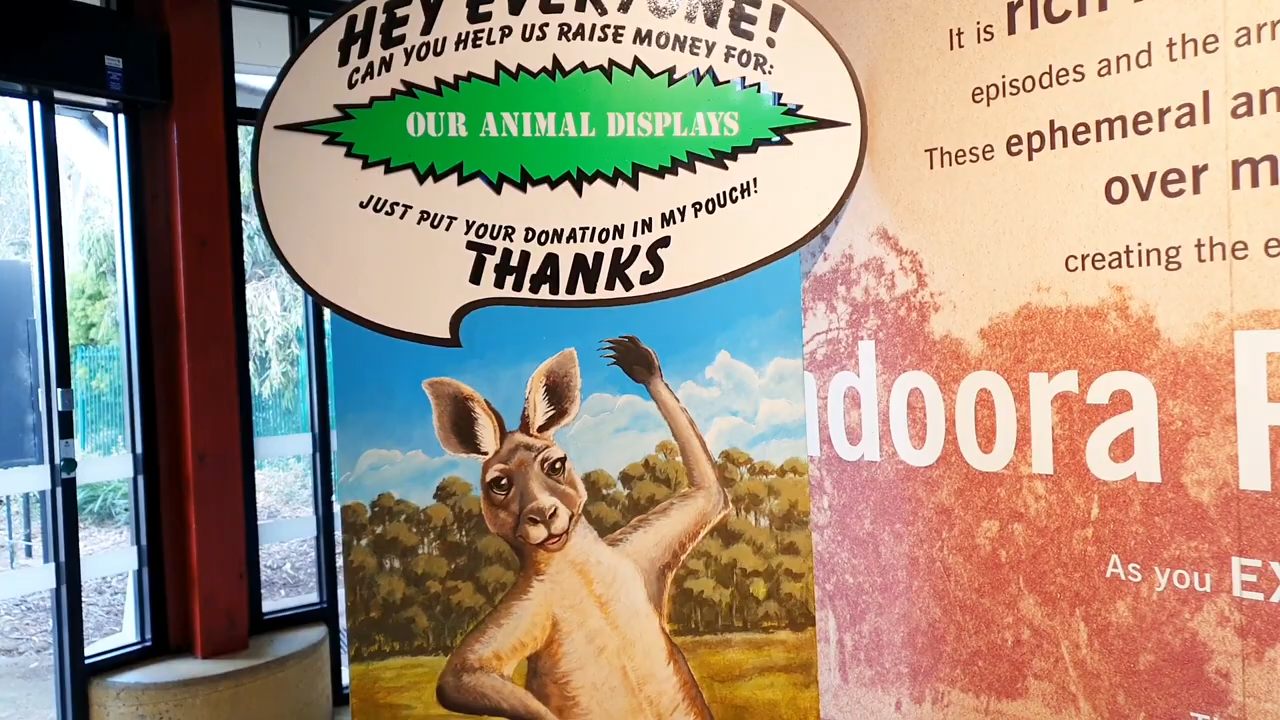 HEY EVERYONE!
CAN YOU HELP US RAISE MONEY FOR:
OUR ANIMAL DISPLAYS
JUST PUT YOUR DONATION IN MY POUCH!
THANKS
It is rich
episodes and the
These ephemeral
over
creating the
doora
As you